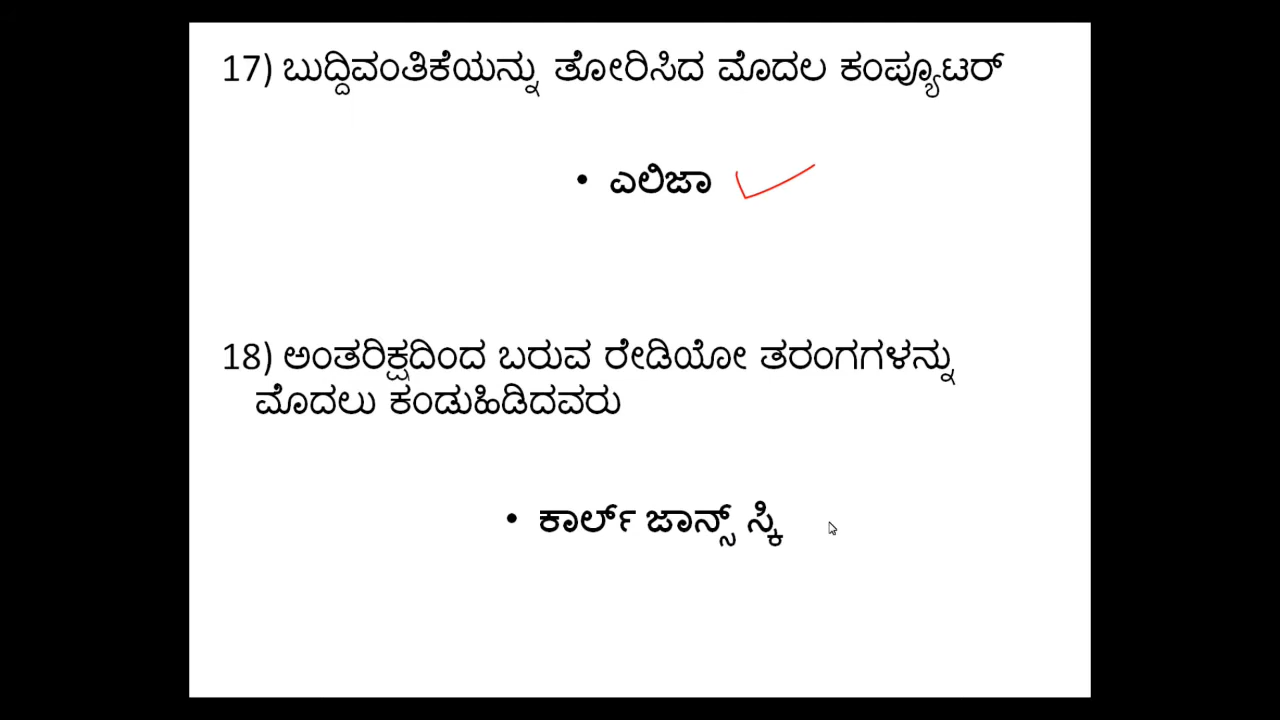 17) ಬುದ್ದಿವಂತಿಕೆಯನ್ನು ತೋರಿಸಿದ ಮೊದಲ ಕಂಪ್ಯೂಟರ್
• ಎಲಿಜಾ
18) ಅಂತರಿಕ್ಷದಿಂದ ಬರುವ ರೇಡಿಯೋ ತರಂಗಗಳನ್ನು
ಮೊದಲು ಕಂಡುಹಿಡಿದವರು
• ಕಾರ್ಲ್ ಜಾನ್ಸ್ ಸ್ಕಿ